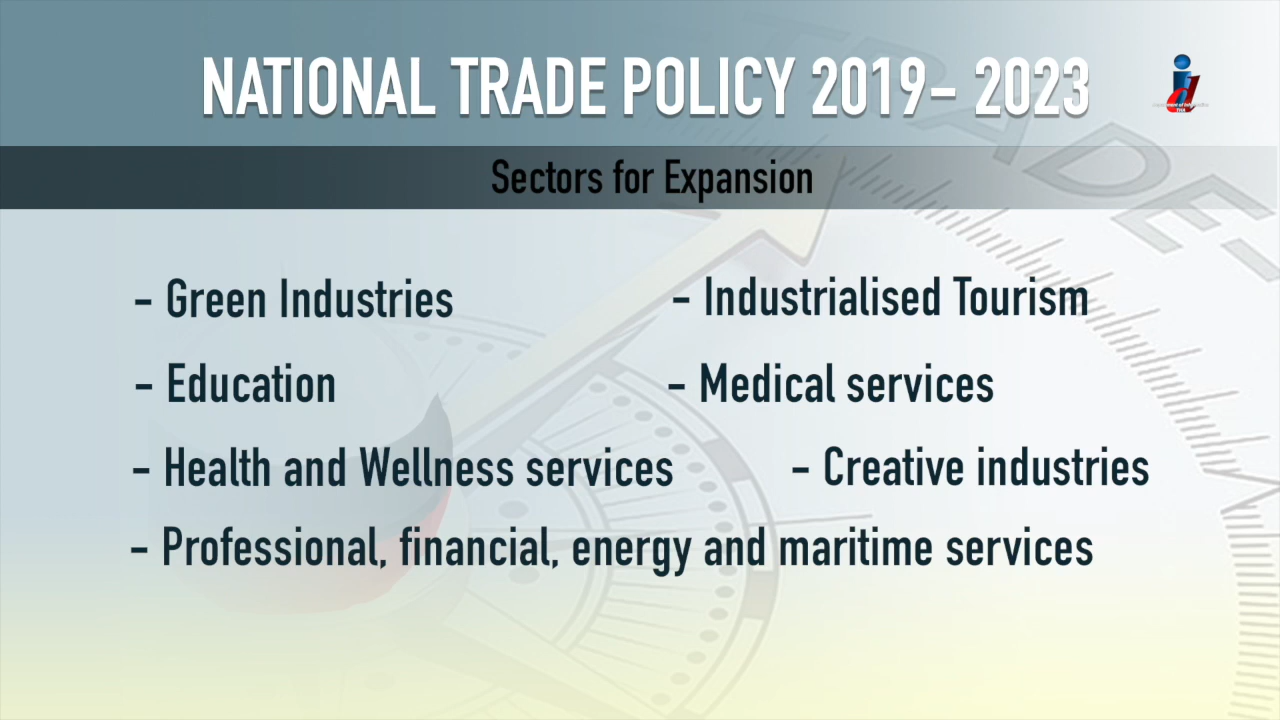 NATIONAL TRADE POLICY 2019- 2023
Sectors for Expansion
- Green Industries
- Industrialised Tourism
- Education
- Medical services
- Health and Wellness services
- Creative industries
- Professional, financial, energy and maritime services
TRADE